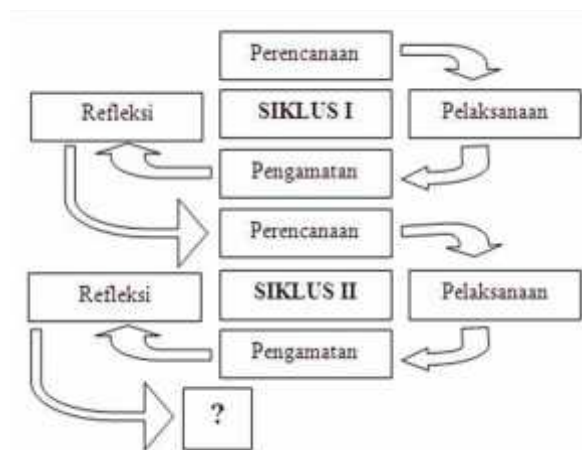 Perencanaan
Refleksi
SIKLUS I
Pelaksanaan
Pengamatan
Perencanaan
Refleksi
SIKLUS II
Pelaksanaan
Pengamatan
?